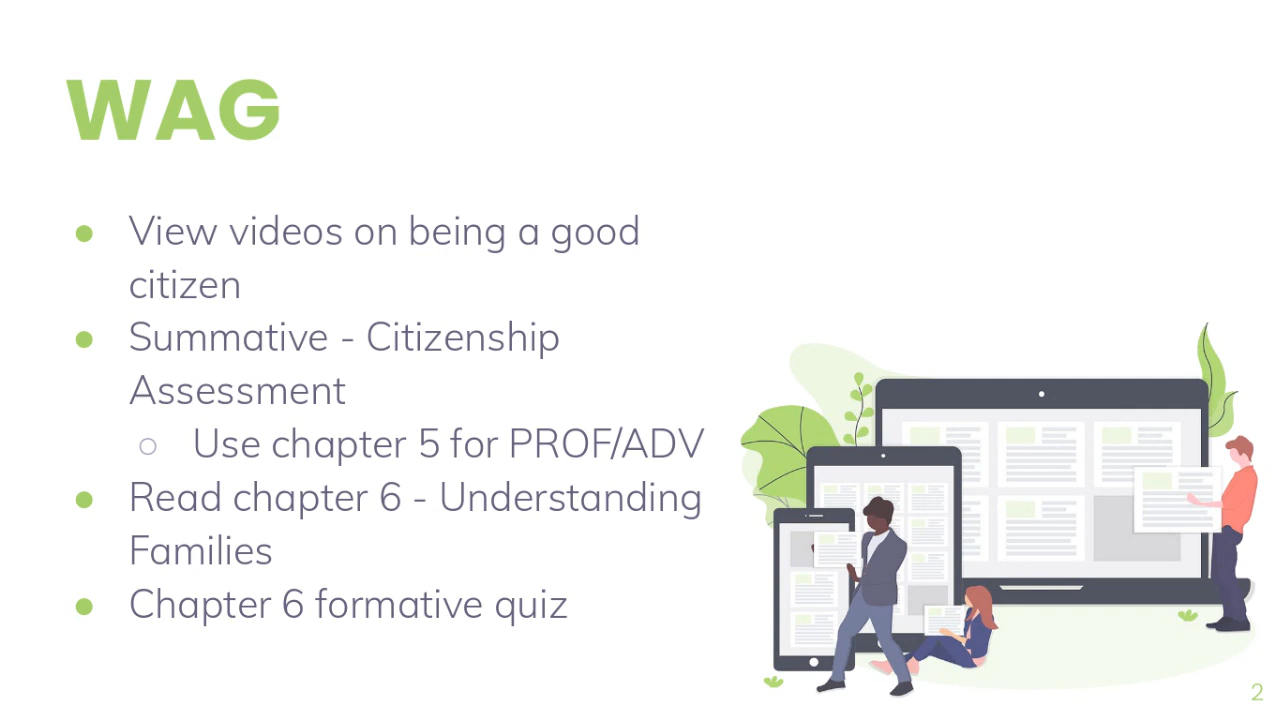 WAG
● View videos on being a good
citizen
● Summative - Citizenship
Assessment
○ Use chapter 5 for PROF/ADV
● Read chapter 6 - Understanding
Families
● Chapter 6 formative quiz
2